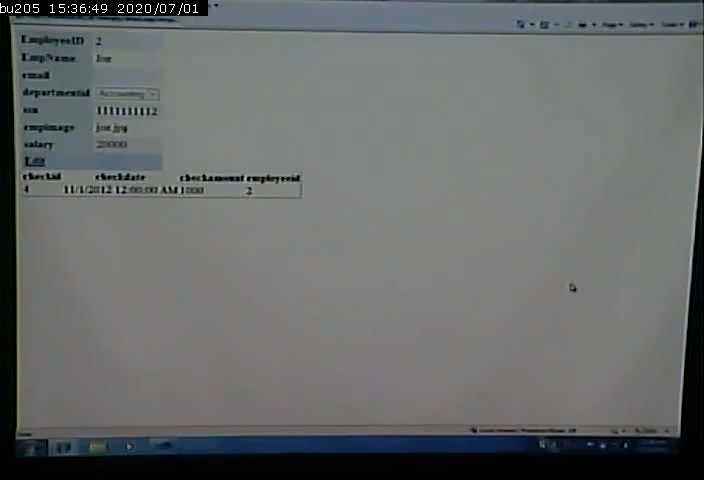 bu205 15:36:49 2020/07/01
EmployeeID 2
EmpName Joe
email
departmentid Accounting
ssn 1111111112
empimage joe.jpg
salary 20000
Edit
checkid checkdate checkamount employeeid
4 11/1/2012 12:00:00 AM 1000 2